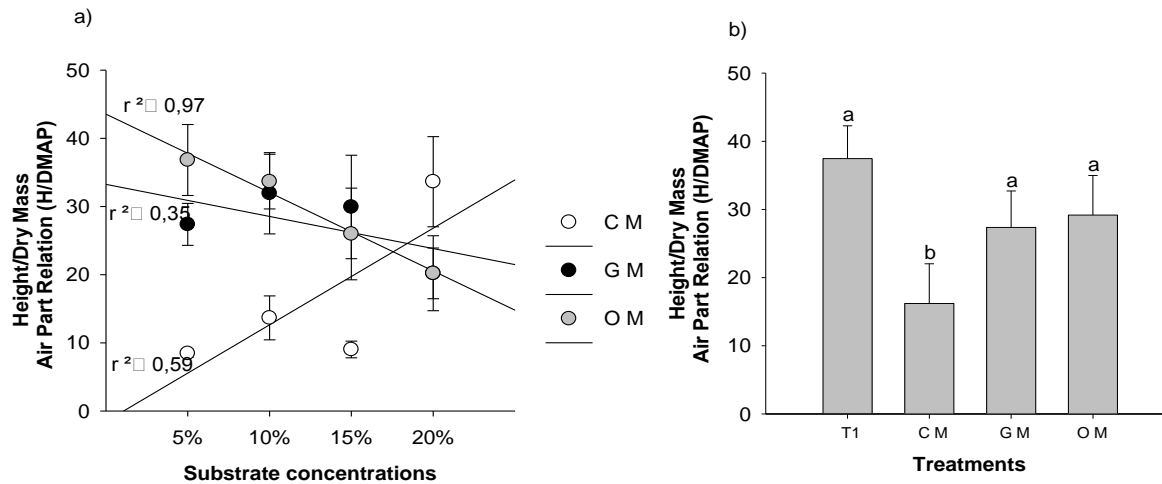 a)
Height/Dry Mass
Air Part Relation (H/DMAP)
50
40
30
20
10
0
r ²□ 0,97
r ²□ 0,35
r ²□ 0,59
5%
10%
15%
20%
Substrate concentrations
C M
G M
O M
b)
Height/Dry Mass
Air Part Relation (H/DMAP)
50
40
30
20
10
0
a
b
a
a
T1
C M
G M
O M
Treatments